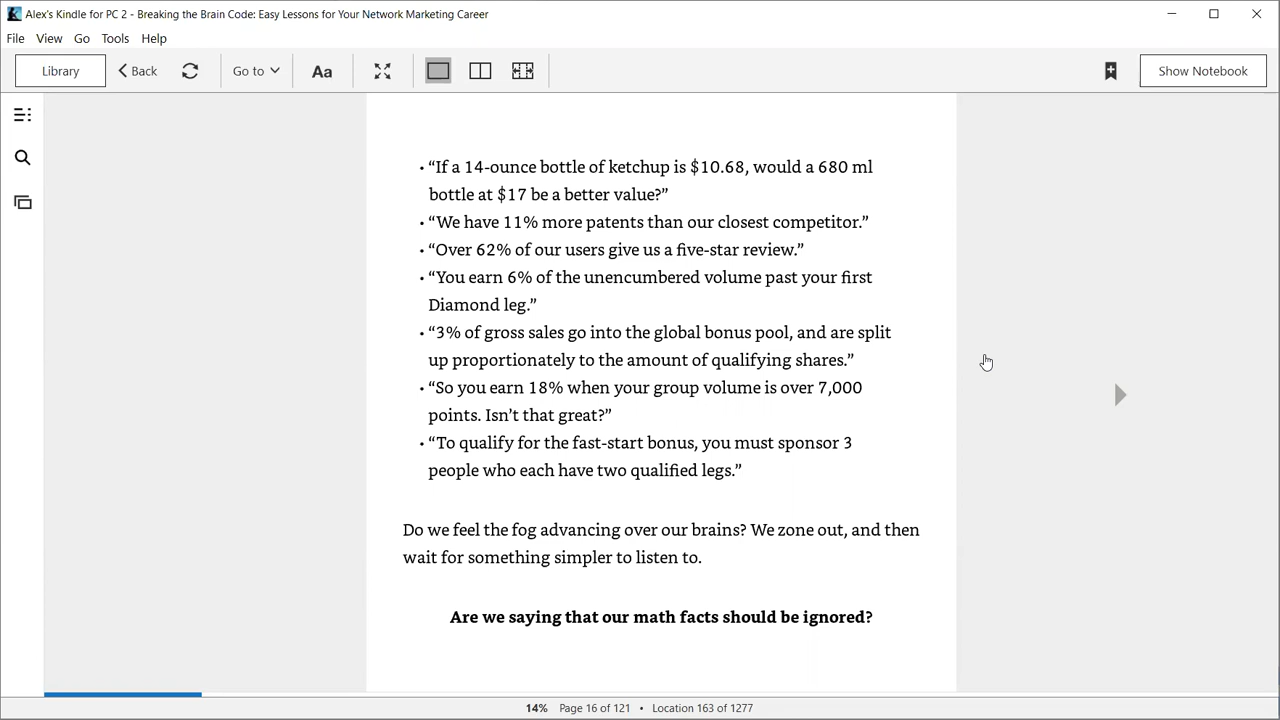 Alex's Kindle for PC 2 - Breaking the Brain Code: Easy Lessons for Your Network Marketing Career
File View Go Tools Help
Library Back Go to Aa Show Notebook
• “If a 14-ounce bottle of ketchup is $10.68, would a 680 ml
bottle at $17 be a better value?”
• “We have 11% more patents than our closest competitor.”
• “Over 62% of our users give us a five-star review.”
• “You earn 6% of the unencumbered volume past your first
Diamond leg.”
• “3% of gross sales go into the global bonus pool, and are split
up proportionately to the amount of qualifying shares.”
• “So you earn 18% when your group volume is over 7,000
points. Isn’t that great?”
• “To qualify for the fast-start bonus, you must sponsor 3
people who each have two qualified legs.”
Do we feel the fog advancing over our brains? We zone out, and then
wait for something simpler to listen to.
Are we saying that our math facts should be ignored?
14% Page 16 of 121 • Location 163 of 1277